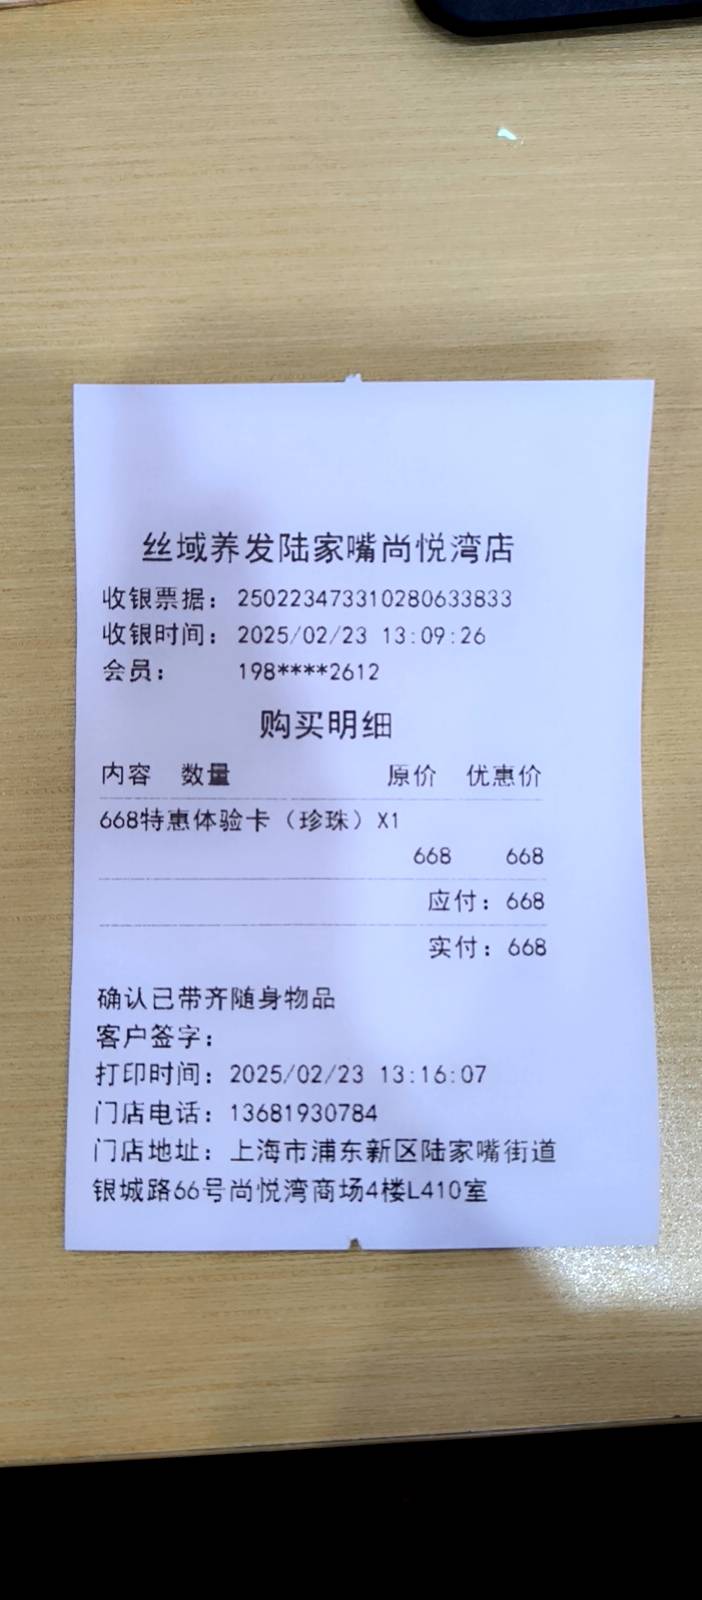 丝域养发陆家嘴尚悦湾店
收银票据： 250223473310280633833
收银时间： 2025/02/23 13:09:26
会员： 198****2612
购买明细
内容 数量 原价 优惠价
668特惠体验卡（珍珠）X1
668 668
应付：668
实付：668
确认已带齐随身物品
客户签字：
打印时间：2025/02/23 13:16:07
门店电话：13681930784
门店地址：上海市浦东新区陆家嘴街道
银城路66号尚悦湾商场4楼L410室